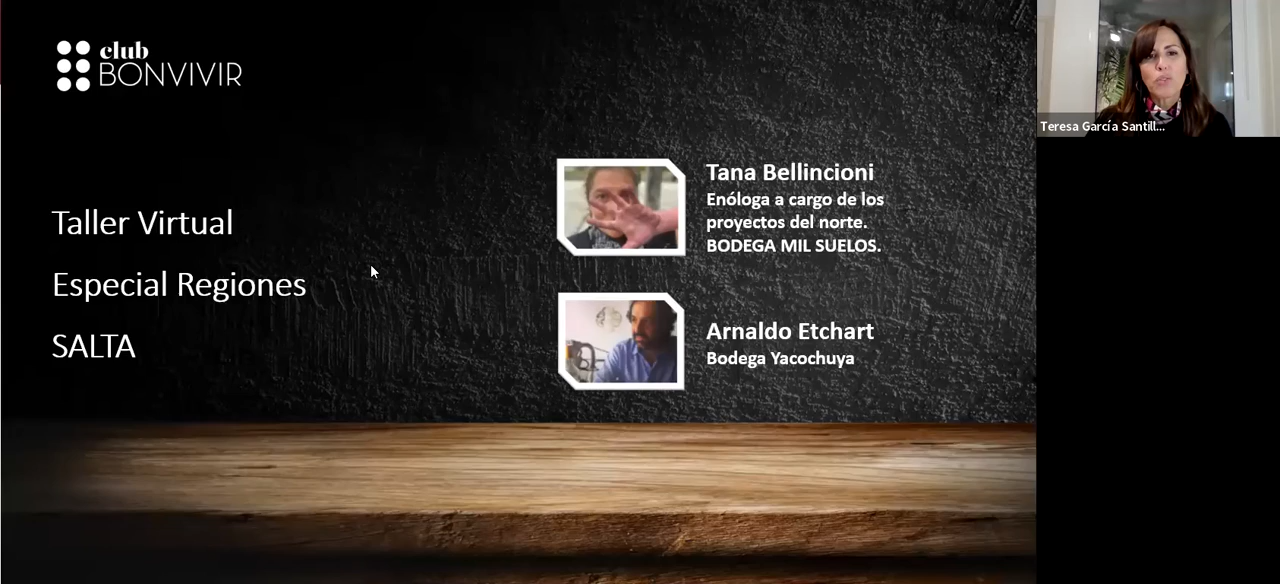 club
BONVIVIR
Taller Virtual
Especial Regiones
SALTA
Tana Bellincioni
Enóloga a cargo de los
proyectos del norte.
BODEGA MIL SUELOS.
Arnaldo Etchart
Bodega Yacochuya
Teresa García Santill...